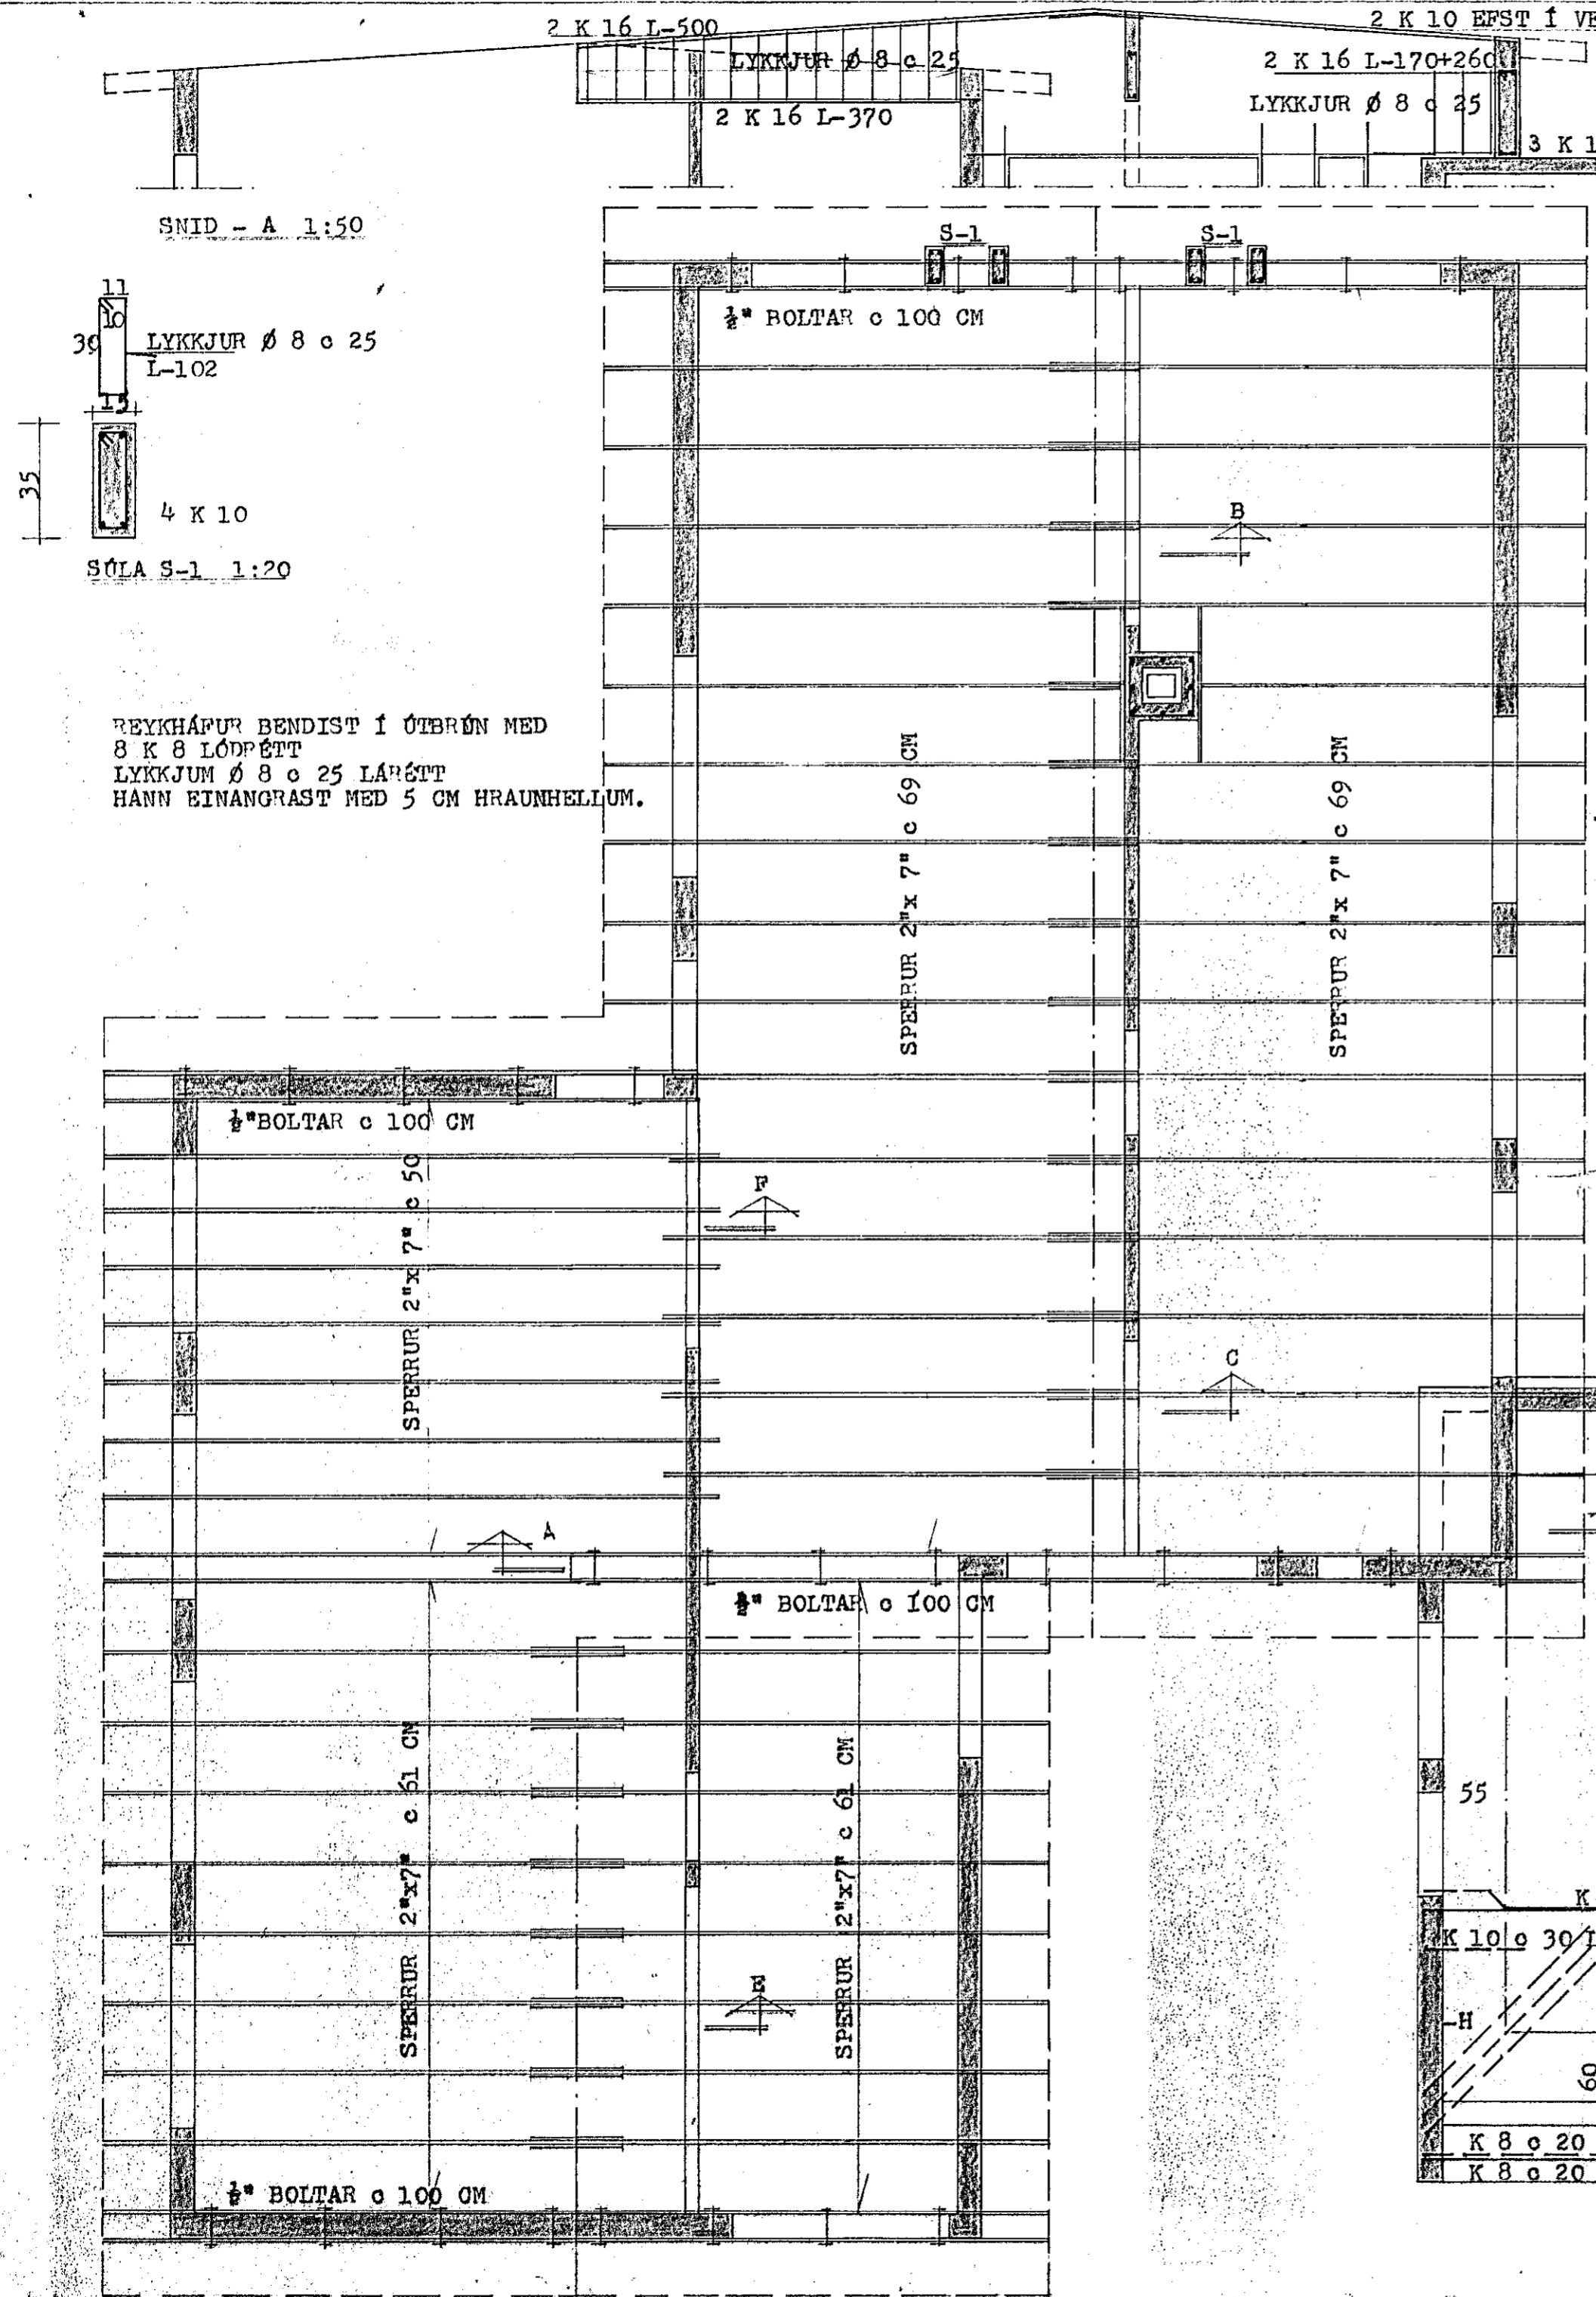 2 K 16 L-500
2 K 10 EFST Í VE
LYKKJUR Ø 8 c 25
2 K 16 L-170+260
2 K 16 L-370
LYKKJUR Ø 8 c 25
3 K 1
SNID - A 1:50
S-1
S-1
11
10
39
LYKKJUR Ø 8 c 25
L-102
15
35
4 K 10
SÚLA S-1 1:20
½" BOLTAR c 100 CM
B
REYKHÁFUR BENDIST Í ÚTBRÚN MED
8 K 8 LÓDRÉTT
LYKKJUM Ø 8 c 25 LÁRÉTT
HANN EINANGRAST MED 5 CM HRAUNHELLUM.
SPERRUR 2"x 7" c 69 CM
SPERRUR 2"x 7" c 69 CM
½"BOLTAR c 100 CM
SPERRUR 2"x 7" c 50
F
C
A
½" BOLTAR c 100 CM
SPERRUR 2"x7" c 61 CM
SPERRUR 2"x7" c 61 CM
55
K
K 10 c 30 L
E
H
60
K 8 c 20
K 8 c 20
½" BOLTAR c 100 CM